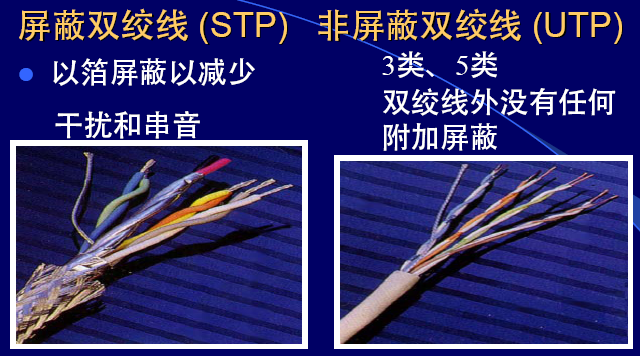 屏蔽双绞线 (STP)
以箔屏蔽以减少
干扰和串音
非屏蔽双绞线 (UTP)
3类、5类
双绞线外没有任何
附加屏蔽